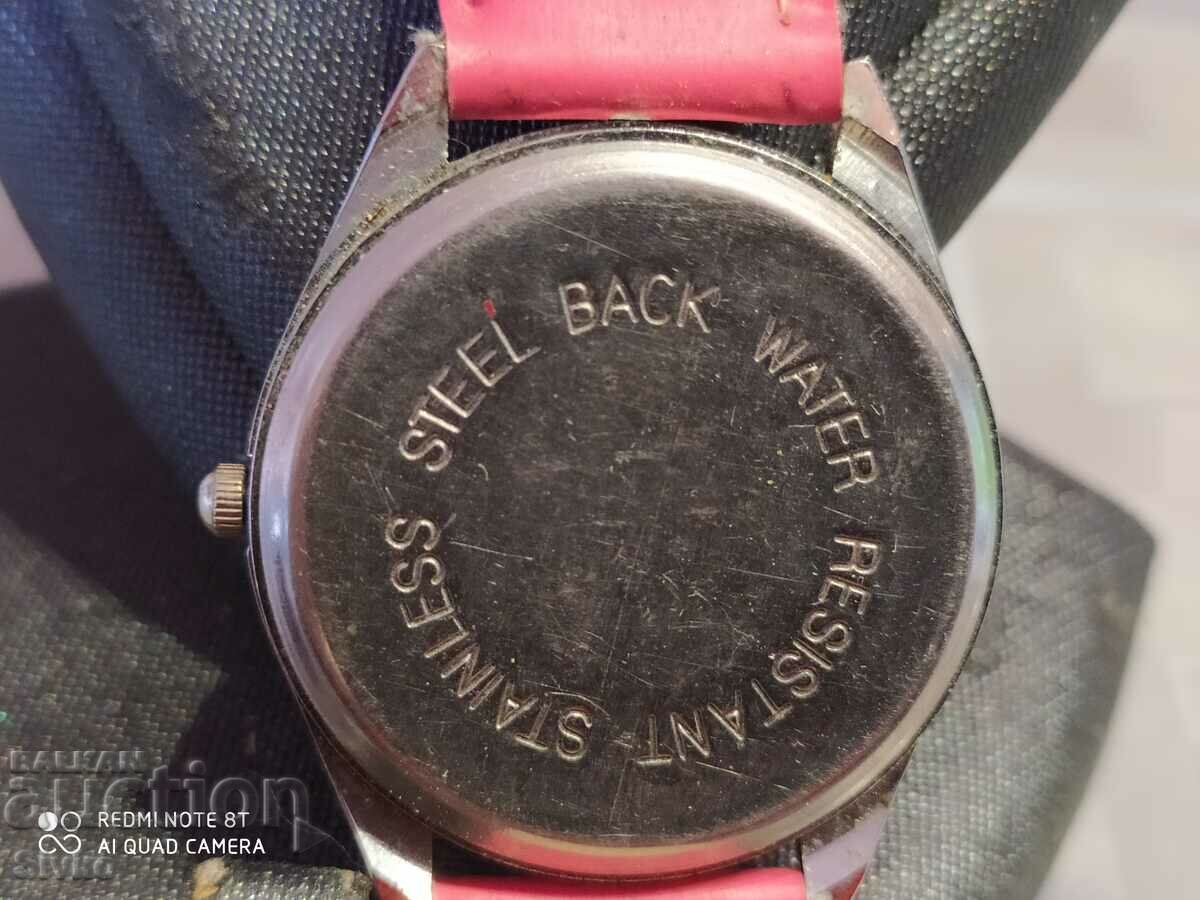 STAINLESS STEEL BACK WATER RESISTANT
BALKAN
auction
REDMI NOTE 8T
AI QUAD CAMERA